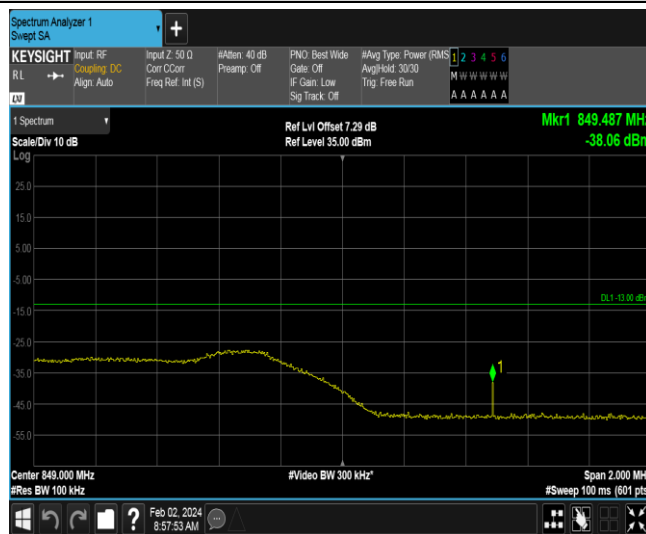 Spectrum Analyzer 1
Swept SA
+
KEYSIGHT Input: RF
Coupling: DC
Align: Auto
Input Z: 50 Ω
Corr CCorr
Freq Ref: Int (S)
#Atten: 40 dB
Preamp: Off
PNO: Best Wide
Gate: Off
IF Gain: Low
Sig Track: Off
#Avg Type: Power (RMS
Avg|Hold: 30/30
Trig: Free Run
1 2 3 4 5 6
M W W W W W
A A A A A A
R L
LXI
1 Spectrum
Scale/Div 10 dB
Ref Lvl Offset 7.29 dB
Ref Level 35.00 dBm
Mkr1 849.487 MHz
-38.06 dBm
Log
25.0
15.0
5.00
-5.00
DL1 -13.00 dBm
-15.0
-25.0
-35.0
1
-45.0
-55.0
Center 849.000 MHz
#Video BW 300 kHz*
Span 2.000 MHz
#Res BW 100 kHz
#Sweep 100 ms (601 pts
?
Feb 02, 2024
8:57:53 AM